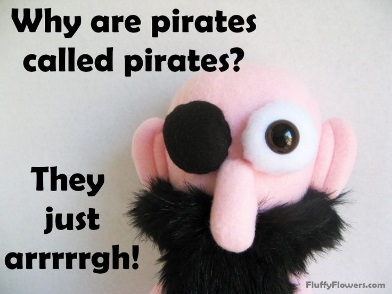 Why are pirates
called pirates?
They
just
arrrrrgh!
FluffyFlowers.com